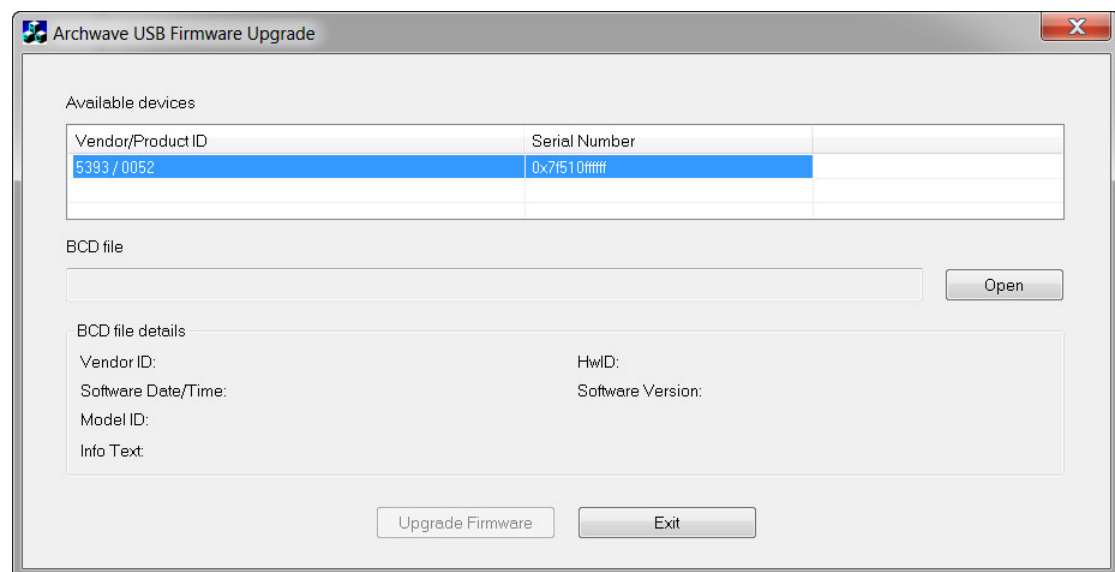 Archwave USB Firmware Upgrade
Available devices
Vendor/Product ID Serial Number
5393 / 0052 0x7f510ffffff
BCD file
Open
BCD file details
Vendor ID: HwID:
Software Date/Time: Software Version:
Model ID:
Info Text:
Upgrade Firmware Exit